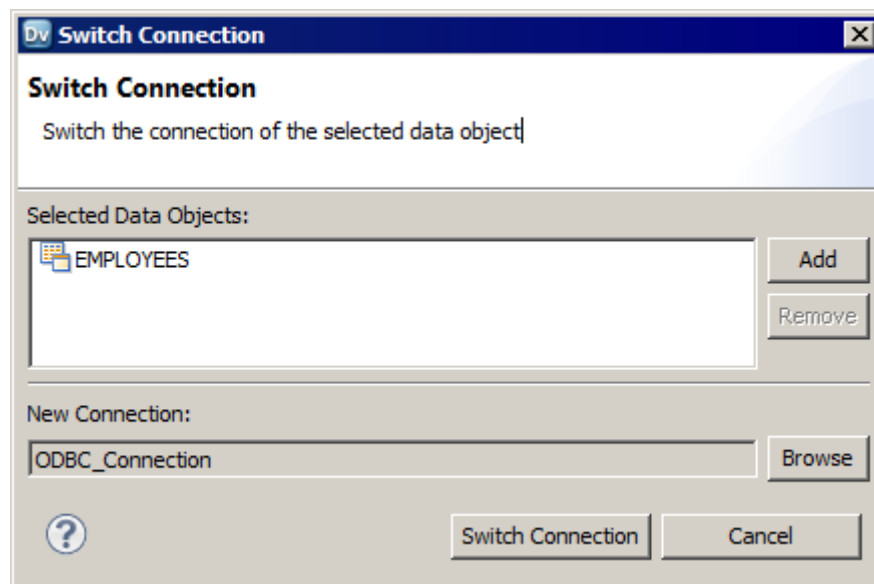 Dv Switch Connection
Switch Connection
Switch the connection of the selected data object
Selected Data Objects:
EMPLOYEES
Add
Remove
New Connection:
ODBC_Connection
Browse
?
Switch Connection
Cancel